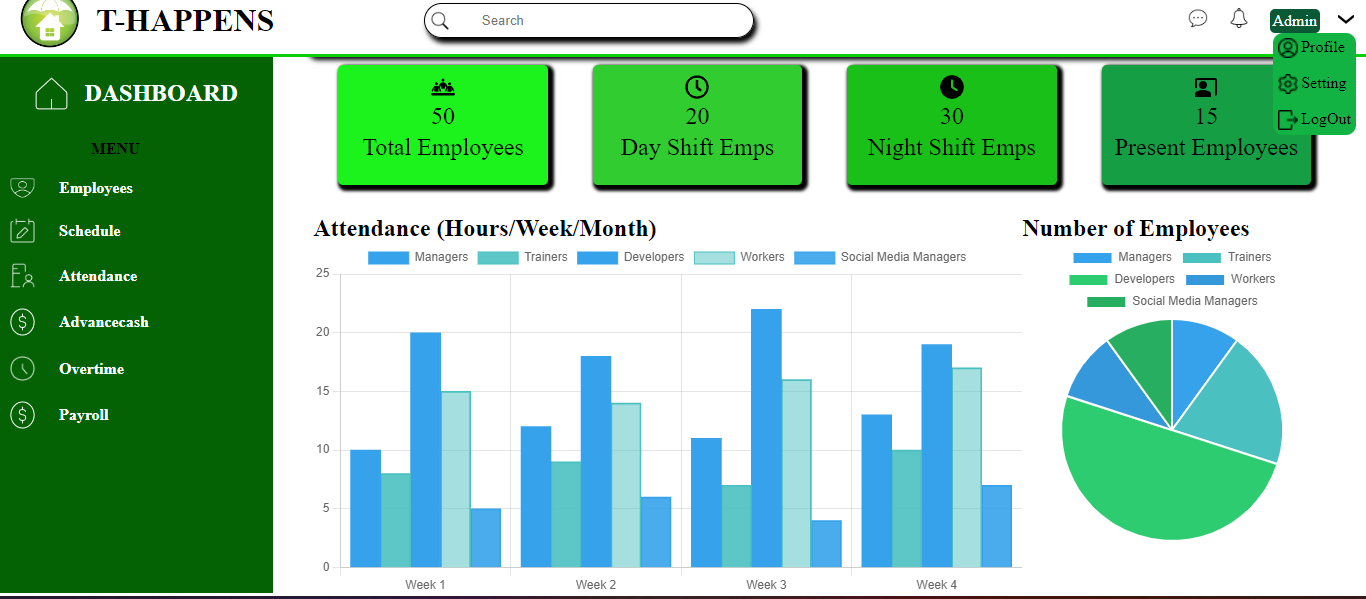 T-HAPPENS
Search
Admin
Profile
Setting
LogOut
DASHBOARD
MENU
Employees
Schedule
Attendance
Advancecash
Overtime
Payroll
50
Total Employees
20
Day Shift Emps
30
Night Shift Emps
15
Present Employees
Attendance (Hours/Week/Month)
Managers Trainers Developers Workers Social Media Managers
25
20
15
10
5
0
Week 1 Week 2 Week 3 Week 4
Number of Employees
Managers Trainers
Developers Workers
Social Media Managers